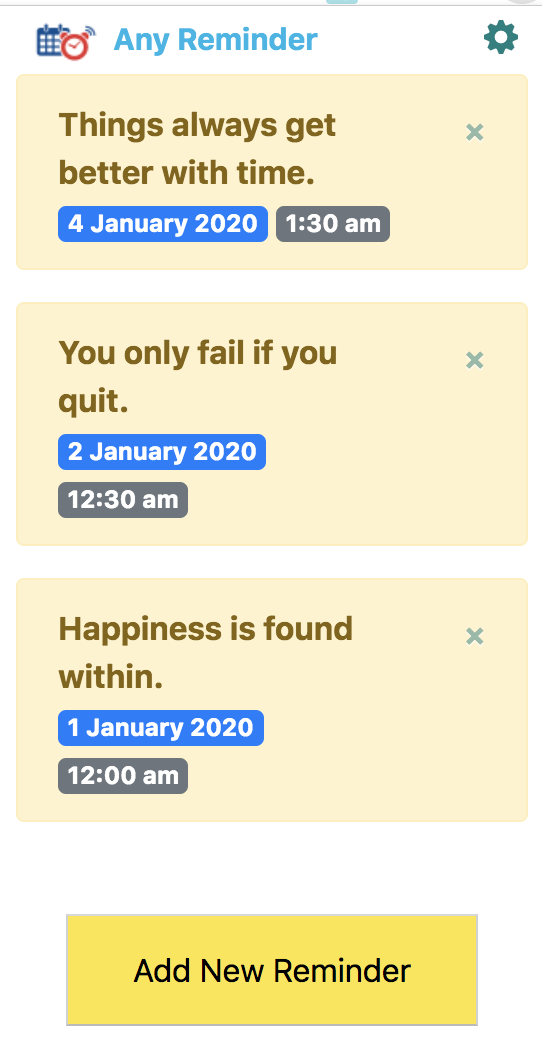 Any Reminder
Things always get
better with time.
4 January 2020 1:30 am
You only fail if you
quit.
2 January 2020
12:30 am
Happiness is found
within.
1 January 2020
12:00 am
Add New Reminder